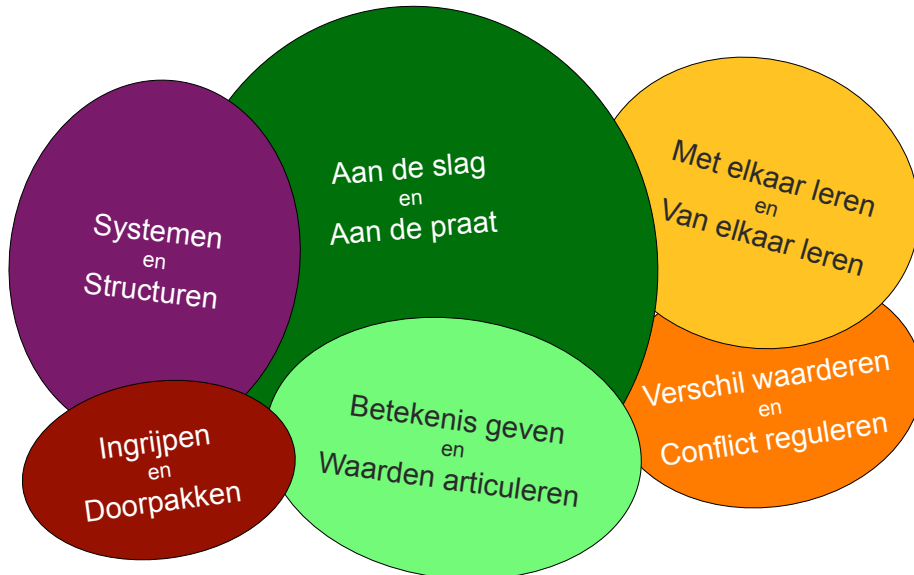 Systemen
en
Structuren
Aan de slag
en
Aan de praat
Met elkaar leren
en
Van elkaar leren
Ingrijpen
en
Doorpakken
Betekenis geven
en
Waarden articuleren
Verschil waarderen
en
Conflict reguleren